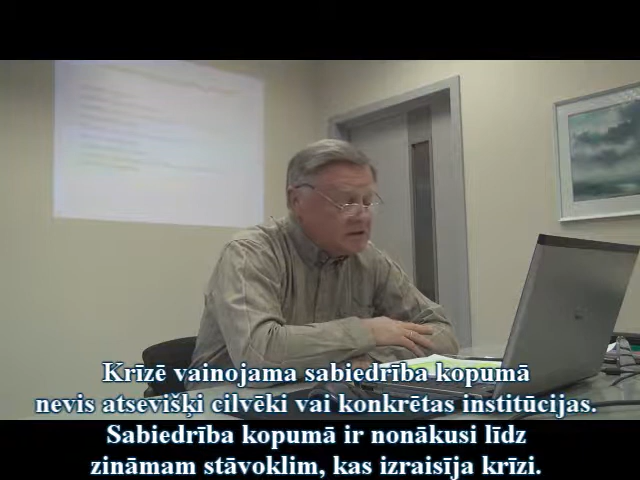 Krīzē vainojama sabiedrība kopumā
nevis atsevišķi cilvēki vai konkrētas institūcijas.
Sabiedrība kopumā ir nonākusi līdz
zināmam stāvoklim, kas izraisīja krīzi.